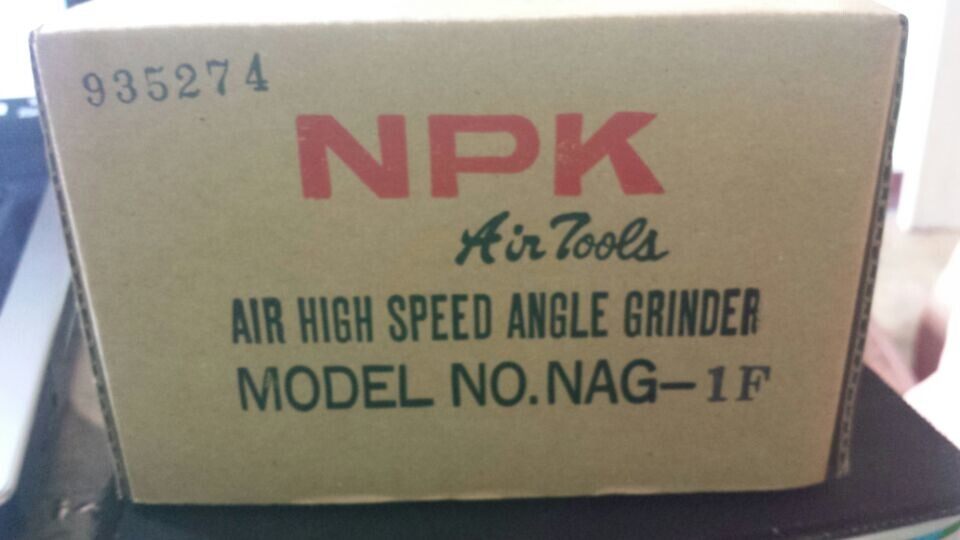 935274
NPK
Air Tools
AIR HIGH SPEED ANGLE GRINDER
MODEL NO. NAG-1F